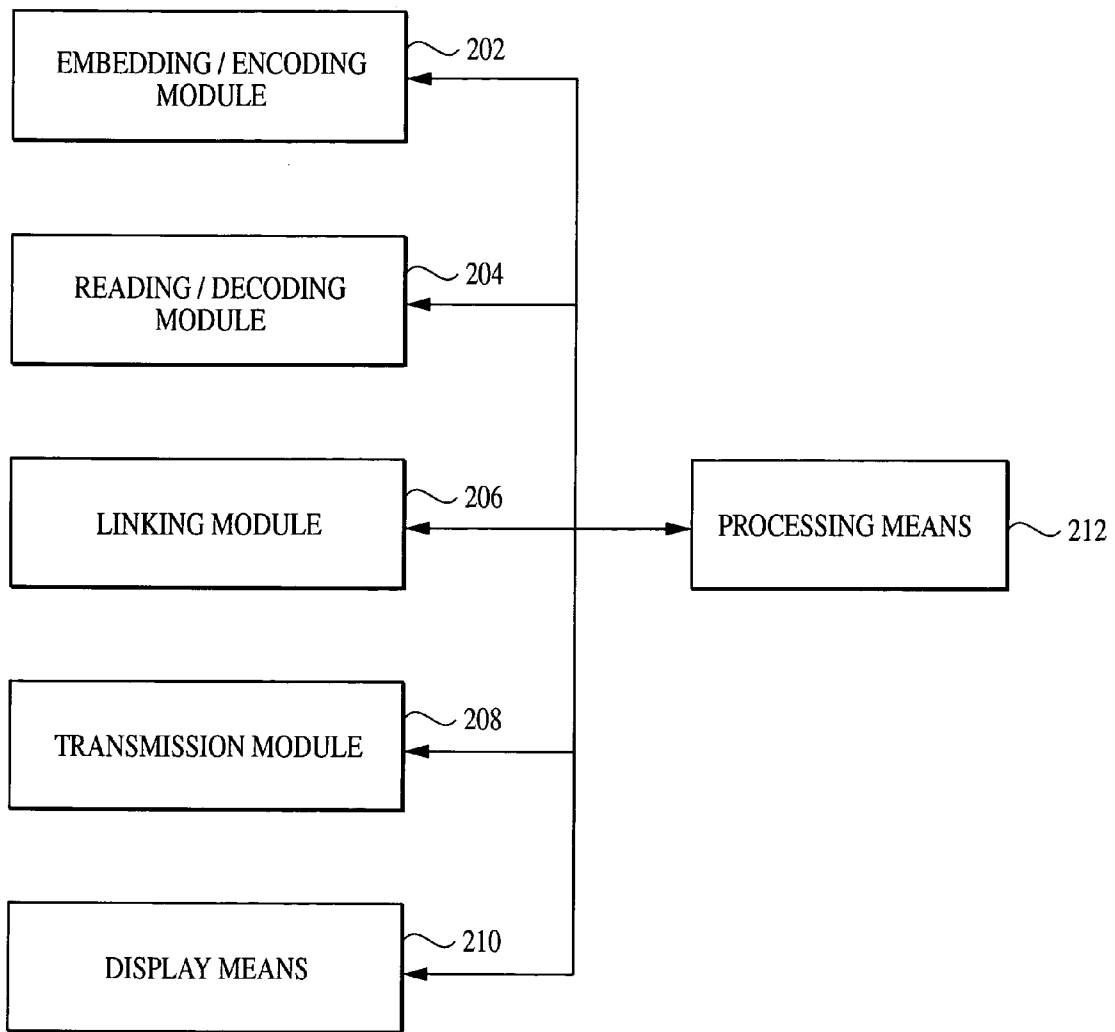 EMBEDDING / ENCODING
MODULE
202
READING / DECODING
MODULE
204
LINKING MODULE
206
PROCESSING MEANS
212
TRANSMISSION MODULE
208
DISPLAY MEANS
210